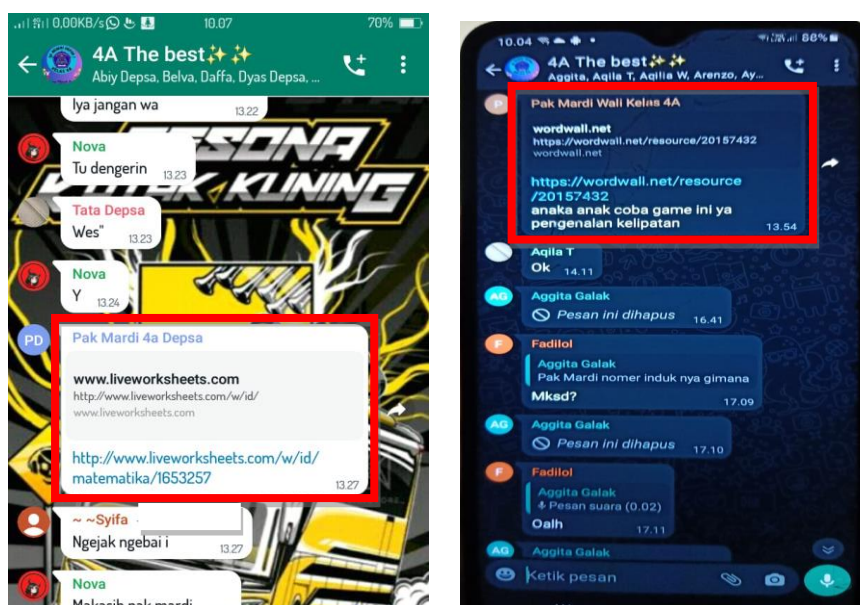 0,00KB/s
10.07
70%
4A The best✨✨
Abiy Depsa, Belva, Daffa, Dyas Depsa, ...
Iya jangan wa
13.22
PESONA
KOTAK KUNING
Nova
Tu dengerin
13.23
Tata Depsa
Wes"
13.23
Nova
Y
13.24
PD
Pak Mardi 4a Depsa
www.liveworksheets.com
http://www.liveworksheets.com/w/id/
www.liveworksheets.com
http://www.liveworksheets.com/w/id/
matematika/1653257
13.27
~ ~Syifa
Ngejak ngebai i
13.27
Nova
Makasih pak mardi
10.04
88%
4A The best✨✨
Aggita, Aqila T, Aqilia W, Arenzo, Ay...
P
Pak Mardi Wali Kelas 4A
wordwall.net
https://wordwall.net/resource/20157432
wordwall.net
https://wordwall.net/resource
/20157432
anaka anak coba game ini ya
pengenalan kelipatan
13.54
Aqila T
Ok
14.11
AG
Aggita Galak
Pesan ini dihapus
16.41
F
Fadilol
Aggita Galak
Pak Mardi nomer induk nya gimana
Mksd?
17.09
AG
Aggita Galak
Pesan ini dihapus
17.10
F
Fadilol
Aggita Galak
Pesan suara (0.02)
Oalh
17.11
AG
Aggita Galak
Ketik pesan